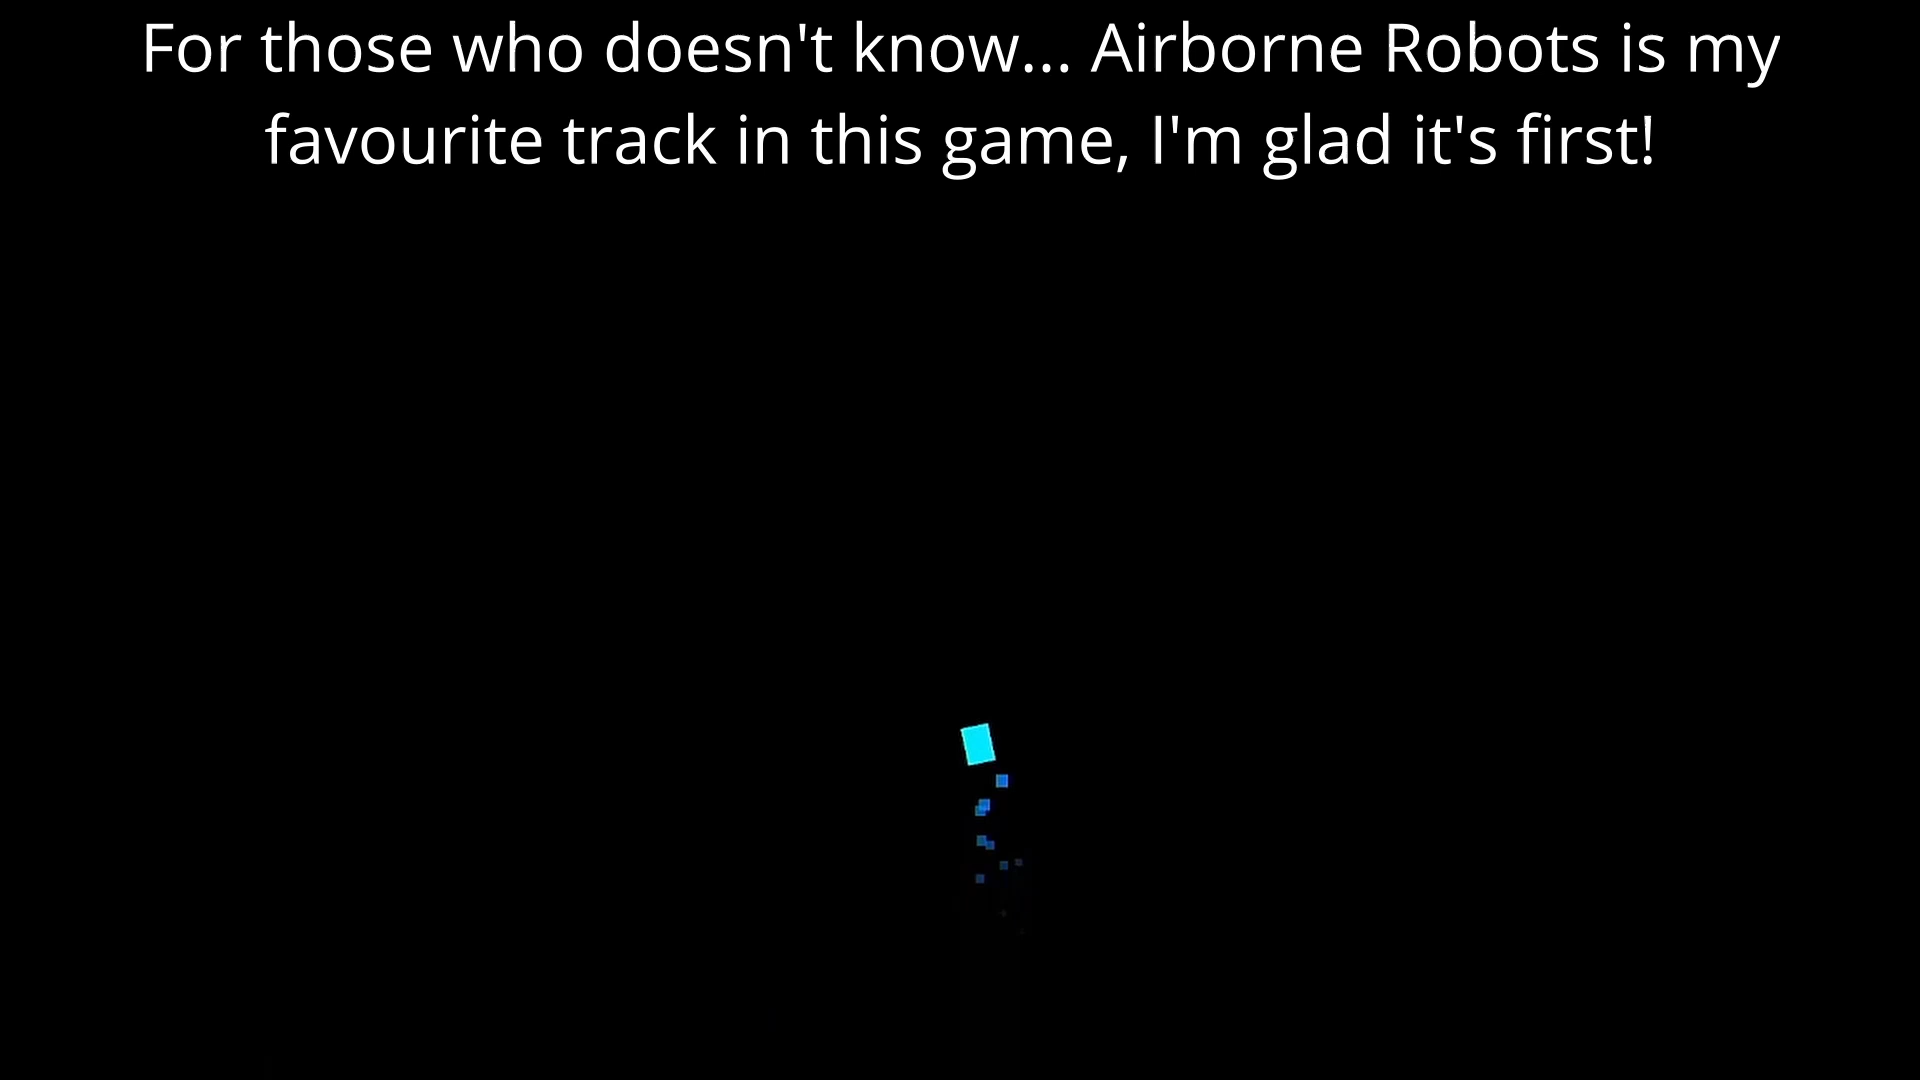 For those who doesn't know... Airborne Robots is my
favourite track in this game, I'm glad it's first!